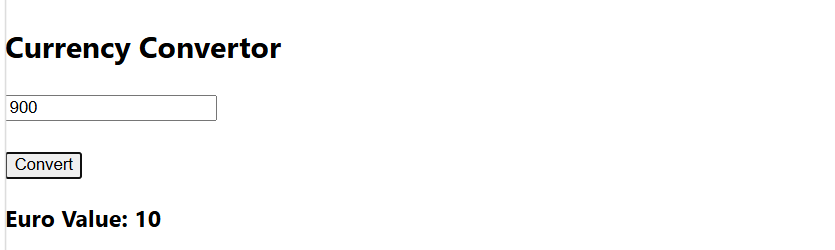 Currency Convertor
900
Convert
Euro Value: 10